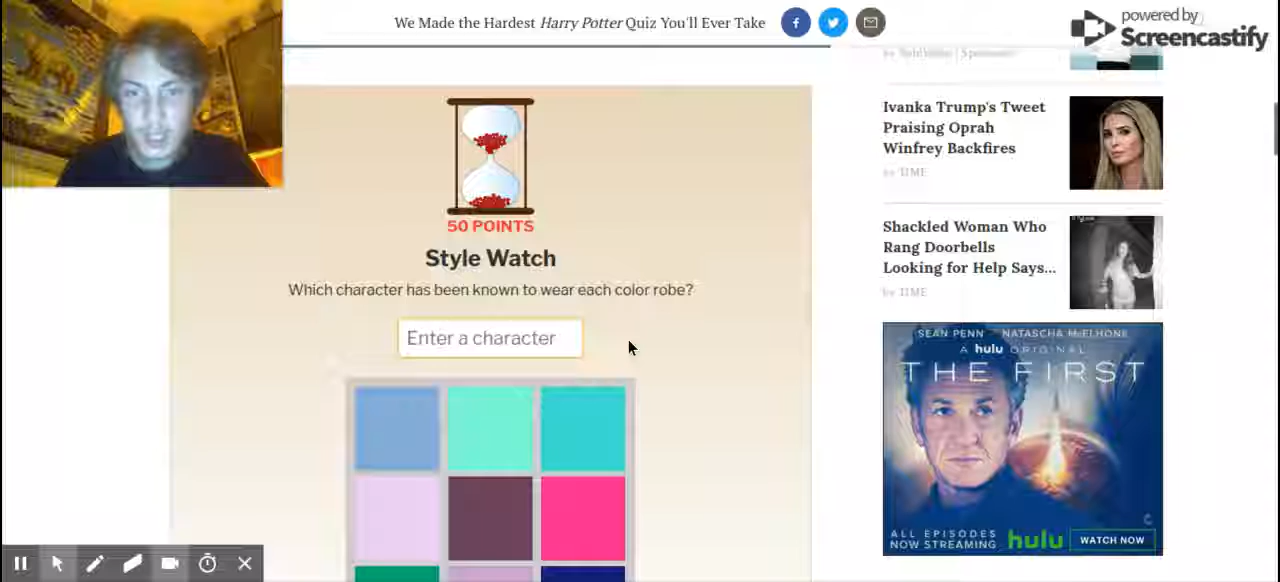 We Made the Hardest Harry Potter Quiz You'll Ever Take
powered by
Screencastify
50 POINTS
Style Watch
Which character has been known to wear each color robe?
Enter a character
Ivanka Trump's Tweet
Praising Oprah
Winfrey Backfires
by TIME
Shackled Woman Who
Rang Doorbells
Looking for Help Says...
by TIME
SEAN PENN NATASCHA McELHONE
A hulu ORIGINAL
THE FIRST
ALL EPISODES
NOW STREAMING
hulu
WATCH NOW